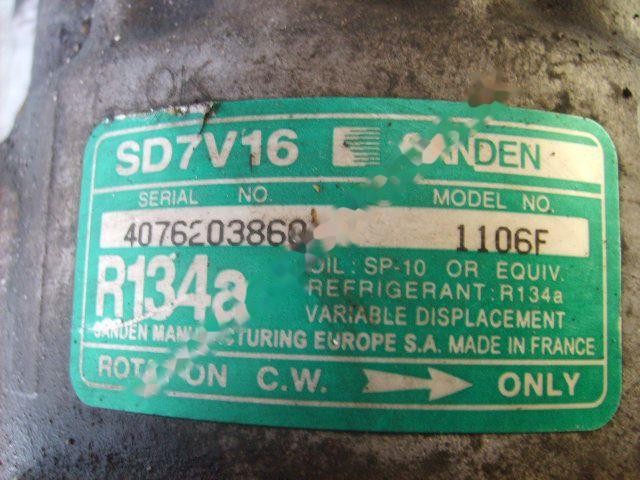 OK
SD7V16 SANDEN
SERIAL NO. MODEL NO.
1106F
R134a
OIL: SP-10 OR EQUIV.
REFRIGERANT: R134a
VARIABLE DISPLACEMENT
SANDEN MANUFACTURING EUROPE S.A. MADE IN FRANCE
ROTATION C.W. ONLY